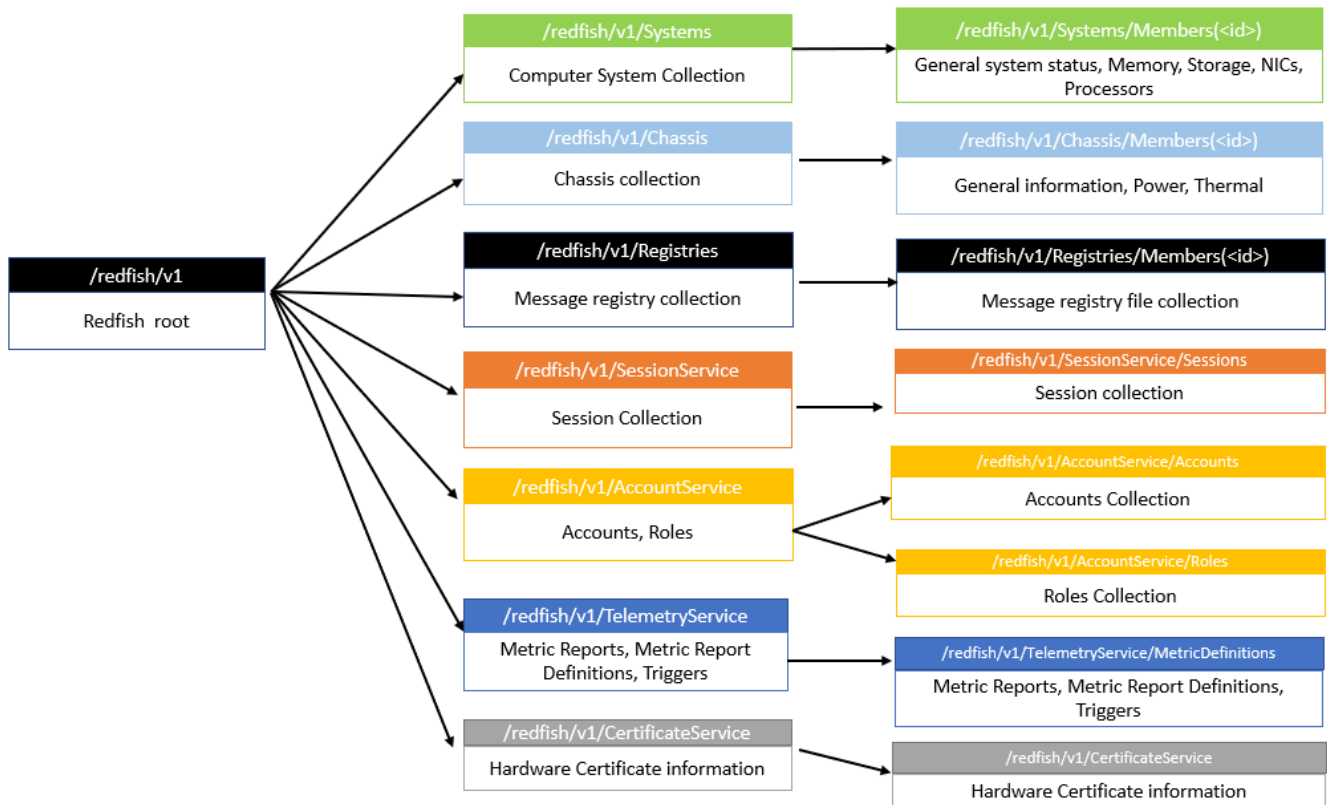 /redfish/v1
Redfish root
/redfish/v1/Systems
Computer System Collection
/redfish/v1/Systems/Members(<id>)
General system status, Memory, Storage, NICs,
Processors
/redfish/v1/Chassis
Chassis collection
/redfish/v1/Chassis/Members(<id>)
General information, Power, Thermal
/redfish/v1/Registries
Message registry collection
/redfish/v1/Registries/Members(<id>)
Message registry file collection
/redfish/v1/SessionService
Session Collection
/redfish/v1/SessionService/Sessions
Session collection
/redfish/v1/AccountService
Accounts, Roles
/redfish/v1/AccountService/Accounts
Accounts Collection
/redfish/v1/AccountService/Roles
Roles Collection
/redfish/v1/TelemetryService
Metric Reports, Metric Report
Definitions, Triggers
/redfish/v1/TelemetryService/MetricDefinitions
Metric Reports, Metric Report Definitions,
Triggers
/redfish/v1/CertificateService
Hardware Certificate information
/redfish/v1/CertificateService
Hardware Certificate information